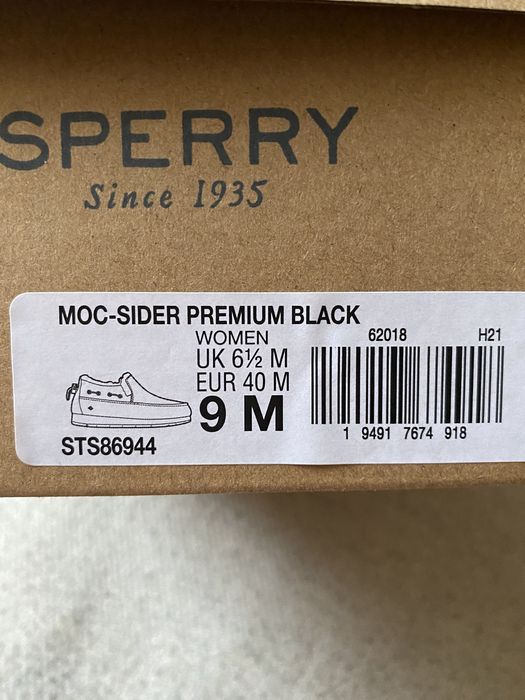 SPERRY
Since 1935
MOC-SIDER PREMIUM BLACK
WOMEN
UK 6½ M
EUR 40 M
9 M
STS86944
62018 H21
1 9491 7674 918